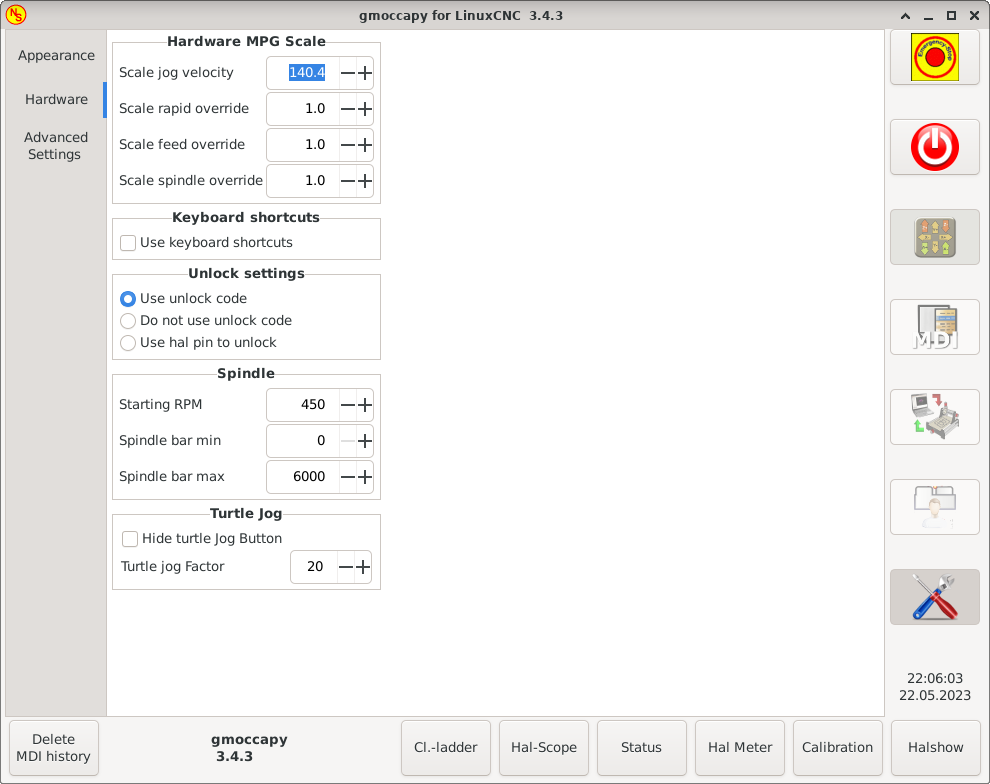 NS
gmoccapy for LinuxCNC 3.4.3
Appearance
Hardware
Advanced
Settings
Hardware MPG Scale
Scale jog velocity 140.4
Scale rapid override 1.0
Scale feed override 1.0
Scale spindle override 1.0
Keyboard shortcuts
Use keyboard shortcuts
Unlock settings
Use unlock code
Do not use unlock code
Use hal pin to unlock
Spindle
Starting RPM 450
Spindle bar min 0
Spindle bar max 6000
Turtle Jog
Hide turtle Jog Button
Turtle jog Factor 20
Emergency-Stop
MDI
22:06:03
22.05.2023
Delete
MDI history
gmoccapy
3.4.3
Cl.-ladder
Hal-Scope
Status
Hal Meter
Calibration
Halshow